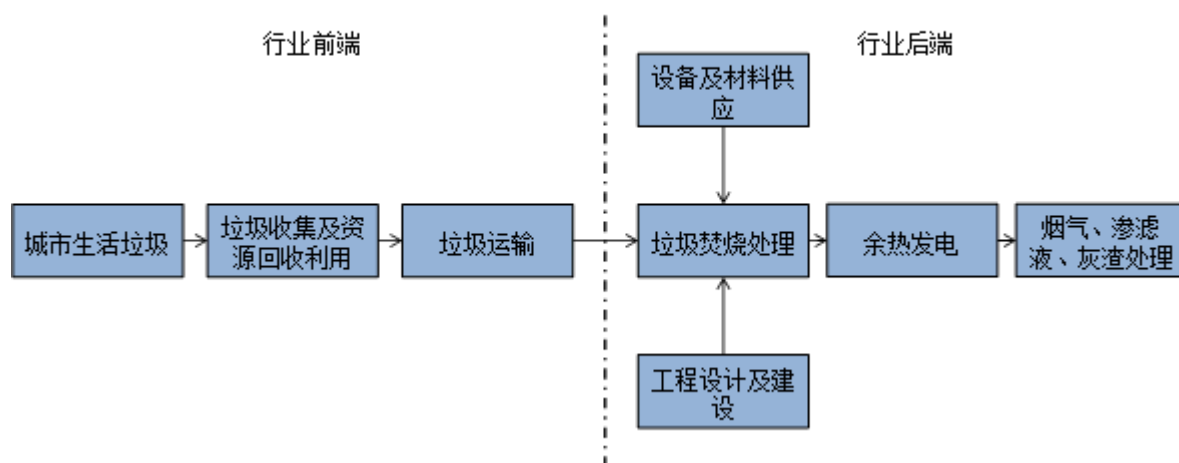 行业前端
行业后端
设备及材料供
应
城市生活垃圾
垃圾收集及资
源回收利用
垃圾运输
垃圾焚烧处理
余热发电
烟气、渗滤
液、灰渣处理
工程设计及建
设